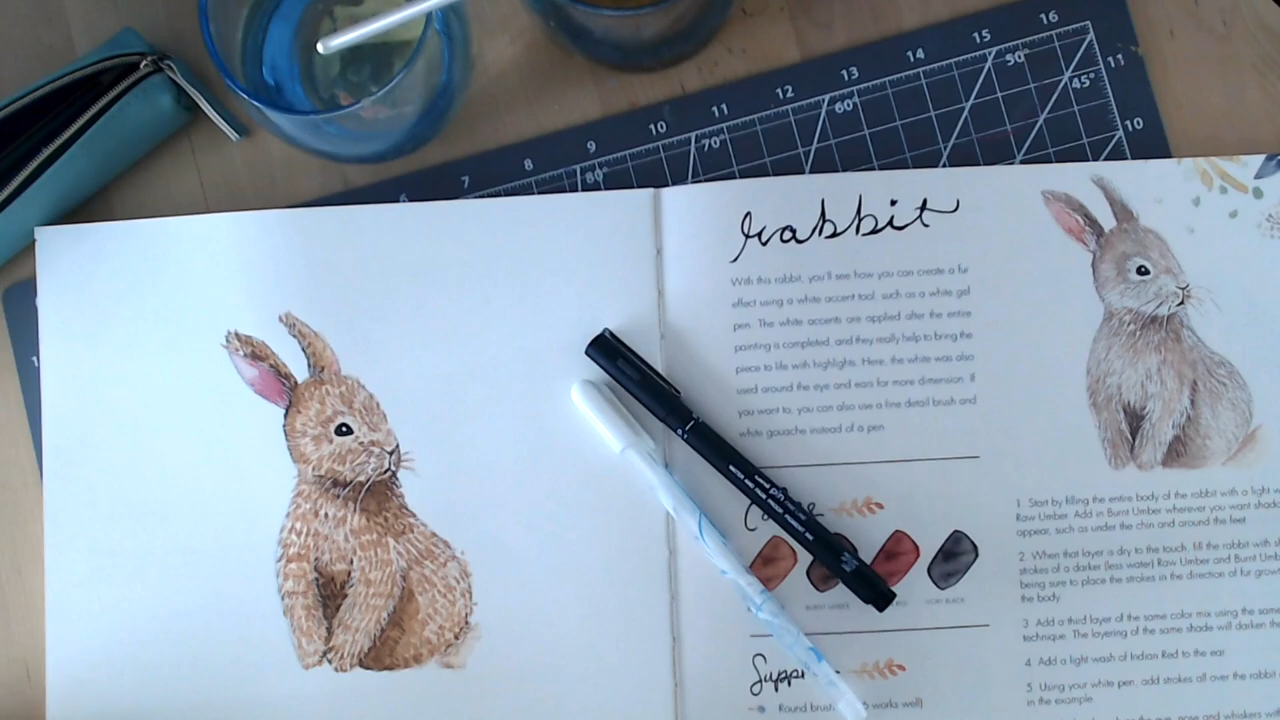 16
15
14
13
12
11
10
9
8
7
50°
45°
60°
70°
80°
11
10
rabbit
With this rabbit, you'll see how you can create a fur
effect using a white accent tool, such as a white gel
pen. The white accents are applied after the entire
painting is completed, and they really help to bring the
piece to life with highlights. Here, the white was also
used around the eye and ears for more dimension. If
you want to, you can also use a fine detail brush and
white gouache instead of a pen.
0.1
uni pin
BURNT UMBER
IVORY BLACK
Round brush
works well)
1. Start by filling the entire body of the rabbit with a light w
Raw Umber. Add in Burnt Umber wherever you want shado
appear, such as under the chin and around the feet.
2. When that layer is dry to the touch, fill the rabbit with sh
strokes of a darker (less water) Raw Umber and Burnt Umb
being sure to place the strokes in the direction of fur grow
the body.
3. Add a third layer of the same color mix using the same
technique. The layering of the same shade will darken the
4. Add a light wash of Indian Red to the ear.
5. Using your white pen, add strokes all over the rabbit
in the example.
nose and whiskers with